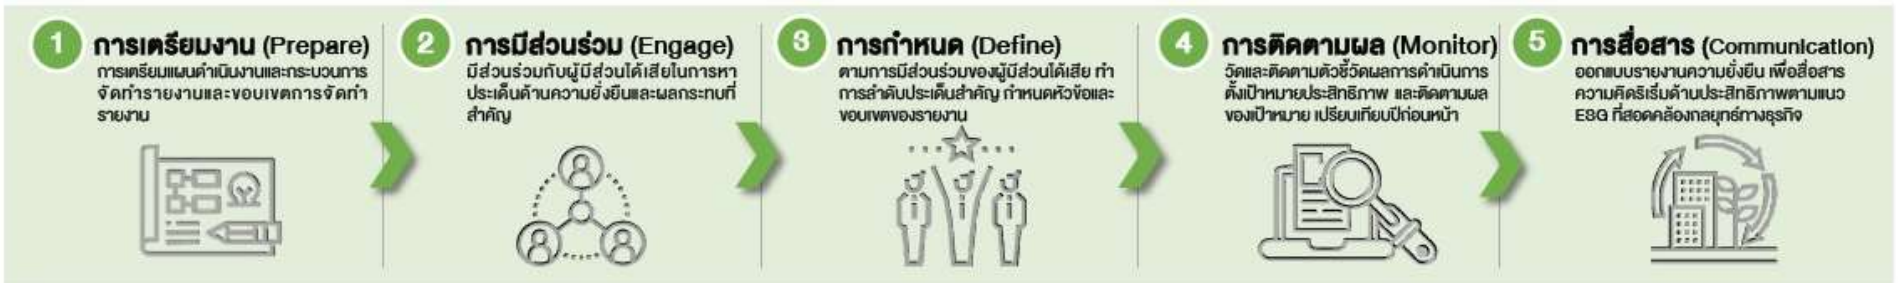 1 การเตรียมงาน (Prepare)
การเตรียมแผนดำเนินงานและกระบวนการ
จัดทำรายงานและขอบเขตการจัดทำ
รายงาน
2 การมีส่วนร่วม (Engage)
มีส่วนร่วมกับผู้มีส่วนได้เสียในการหา
ประเด็นด้านความยั่งยืนและผลกระทบที่
สำคัญ
3 การกำหนด (Define)
ตามการมีส่วนร่วมของผู้มีส่วนได้เสีย ทำ
การลำดับประเด็นสำคัญ กำหนดหัวข้อและ
ขอบเขตของรายงาน
4 การติดตามผล (Monitor)
วัดและติดตามตัวชี้วัดผลการดำเนินการ
ตั้งเป้าหมายประสิทธิภาพ และติดตามผล
ของเป้าหมาย เปรียบเทียบปีก่อนหน้า
5 การสื่อสาร (Communication)
ออกแบบรายงานความยั่งยืน เพื่อสื่อสาร
ความคิดริเริ่มด้านประสิทธิภาพตามแนว
ESG ที่สอดคล้องกลยุทธ์ทางธุรกิจ